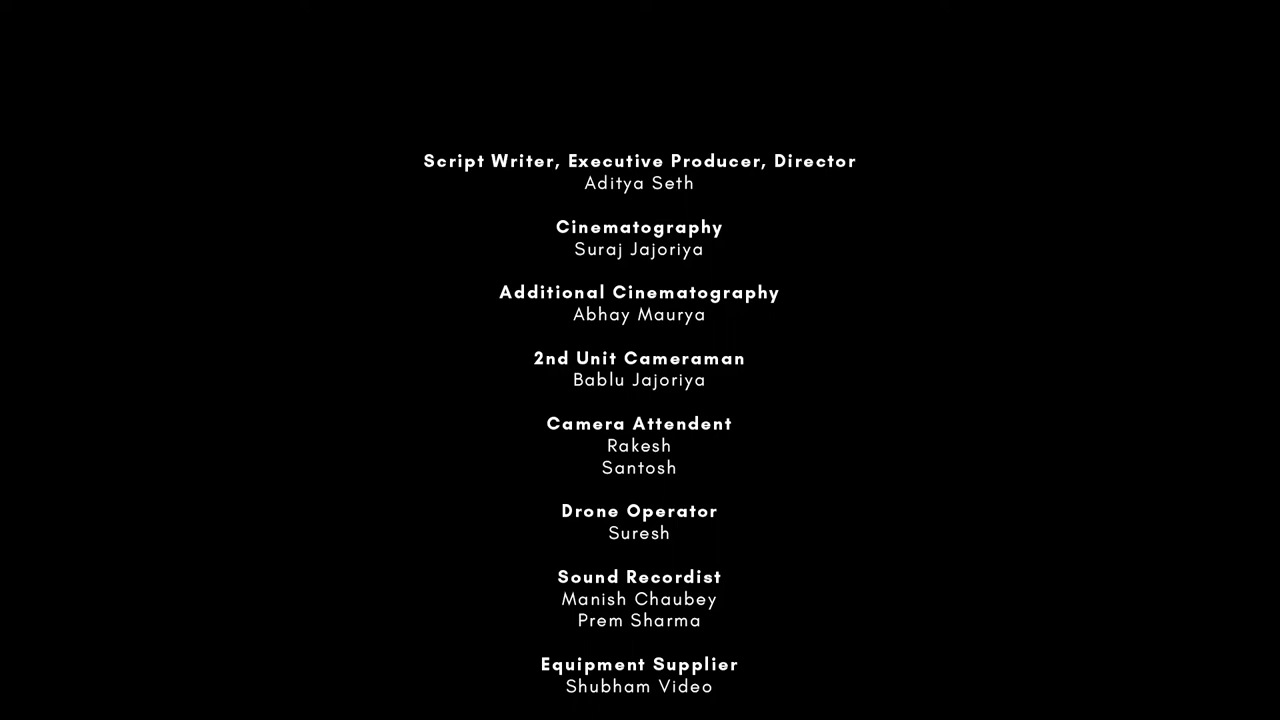 Script Writer, Executive Producer, Director
Aditya Seth
Cinematography
Suraj Jajoriya
Additional Cinematography
Abhay Maurya
2nd Unit Cameraman
Bablu Jajoriya
Camera Attendent
Rakesh
Santosh
Drone Operator
Suresh
Sound Recordist
Manish Chaubey
Prem Sharma
Equipment Supplier
Shubham Video